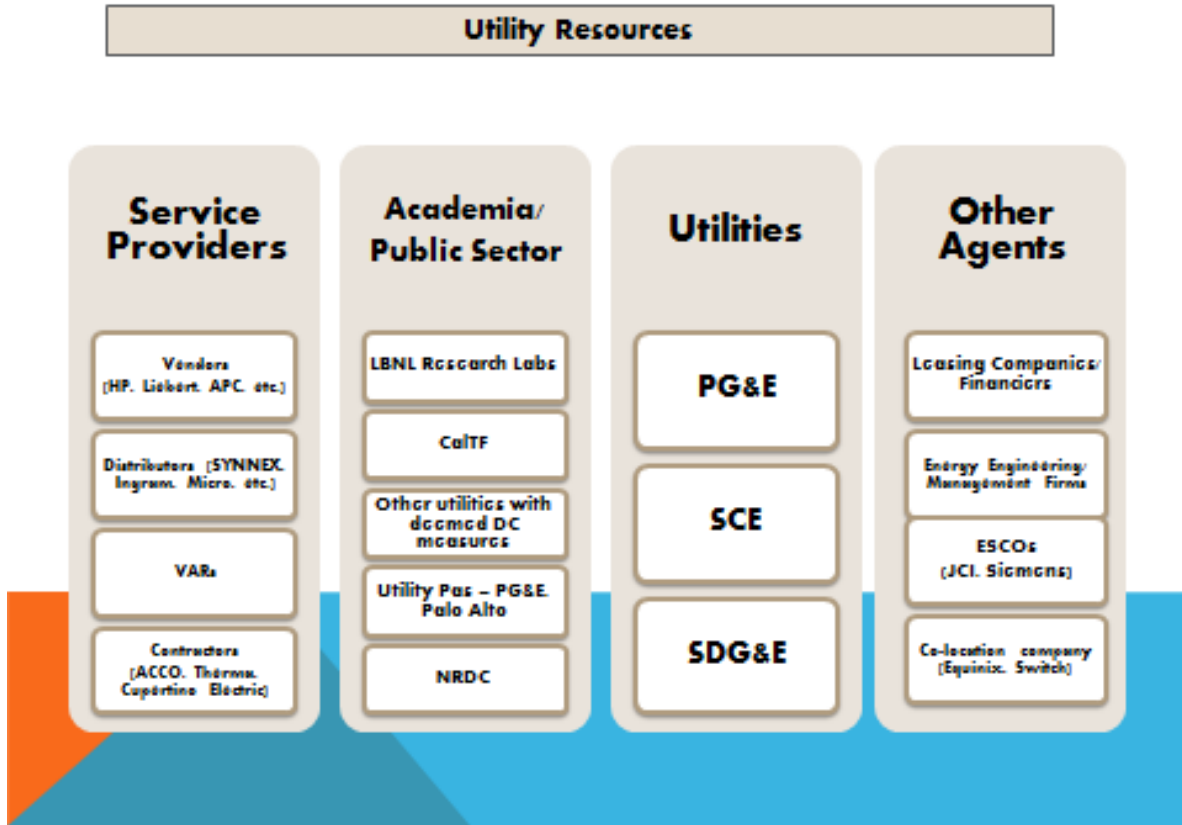 Utility Resources
Service
Providers
Vendors
(HP, Liebert, APC, etc.)
Distributors (SYNNEX,
Ingram, Micro, etc.)
VARs
Contractors
(ACCO, Therma,
Cupertino Electric)
Academia/
Public Sector
LBNL Research Labs
CalTF
Other utilities with
deemed DC
measures
Utility Pas – PG&E,
Palo Alto
NRDC
Utilities
PG&E
SCE
SDG&E
Other
Agents
Leasing Companies/
Financiers
Energy Engineering/
Management Firms
ESCOs
(JCI, Siemens)
Co-location company
(Equinix, Switch)